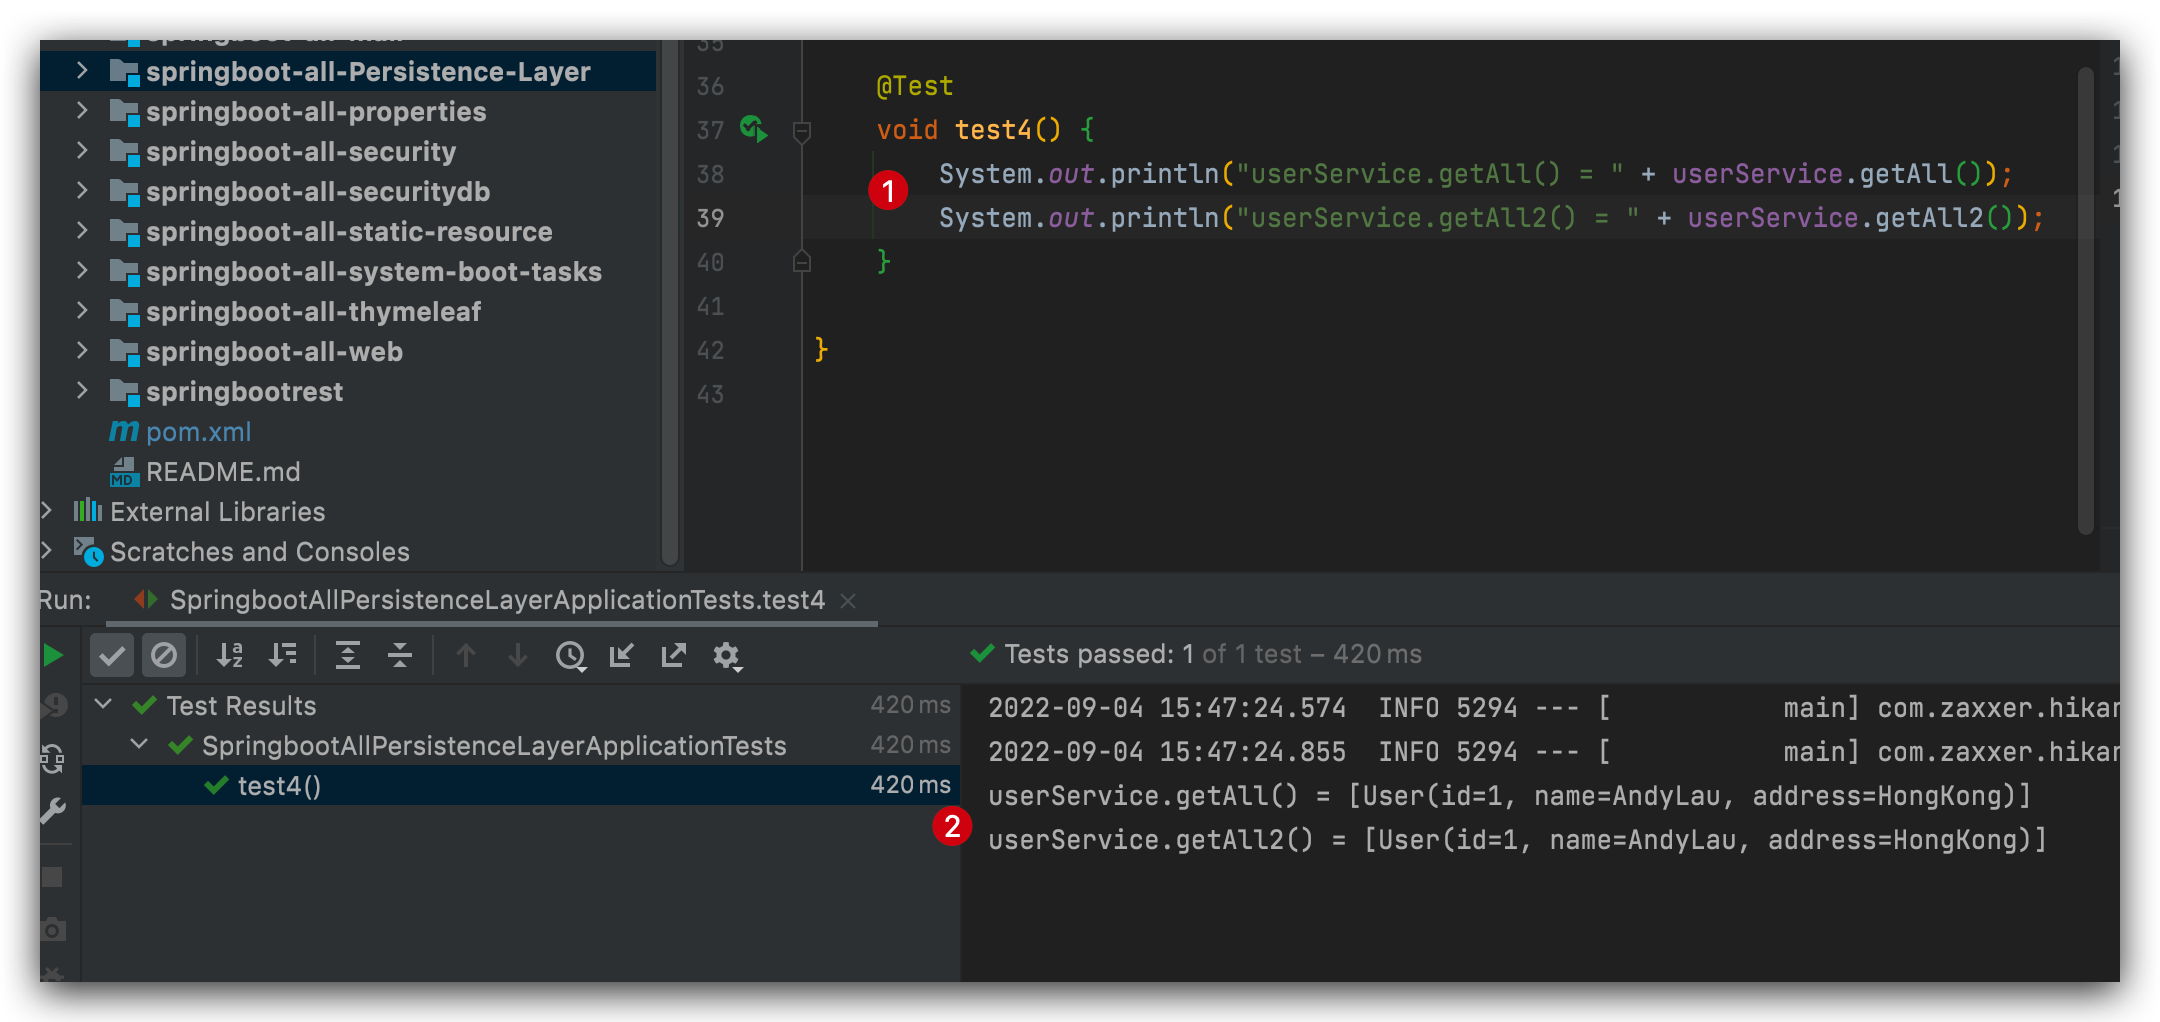 springboot-all-Persistence-Layer
springboot-all-properties
springboot-all-security
springboot-all-securitydb
springboot-all-static-resource
springboot-all-system-boot-tasks
springboot-all-thymeleaf
springboot-all-web
springbootrest
pom.xml
README.md
External Libraries
Scratches and Consoles
35
36 @Test
37 void test4() {
38 System.out.println("userService.getAll() = " + userService.getAll());
39 System.out.println("userService.getAll2() = " + userService.getAll2());
40 }
41
42 }
43
1
Run: SpringbootAllPersistenceLayerApplicationTests.test4
Tests passed: 1 of 1 test – 420 ms
Test Results 420 ms
SpringbootAllPersistenceLayerApplicationTests 420 ms
test4() 420 ms
2022-09-04 15:47:24.574 INFO 5294 --- [ main] com.zaxxer.hikar
2022-09-04 15:47:24.855 INFO 5294 --- [ main] com.zaxxer.hikar
userService.getAll() = [User(id=1, name=AndyLau, address=HongKong)]
2
userService.getAll2() = [User(id=1, name=AndyLau, address=HongKong)]